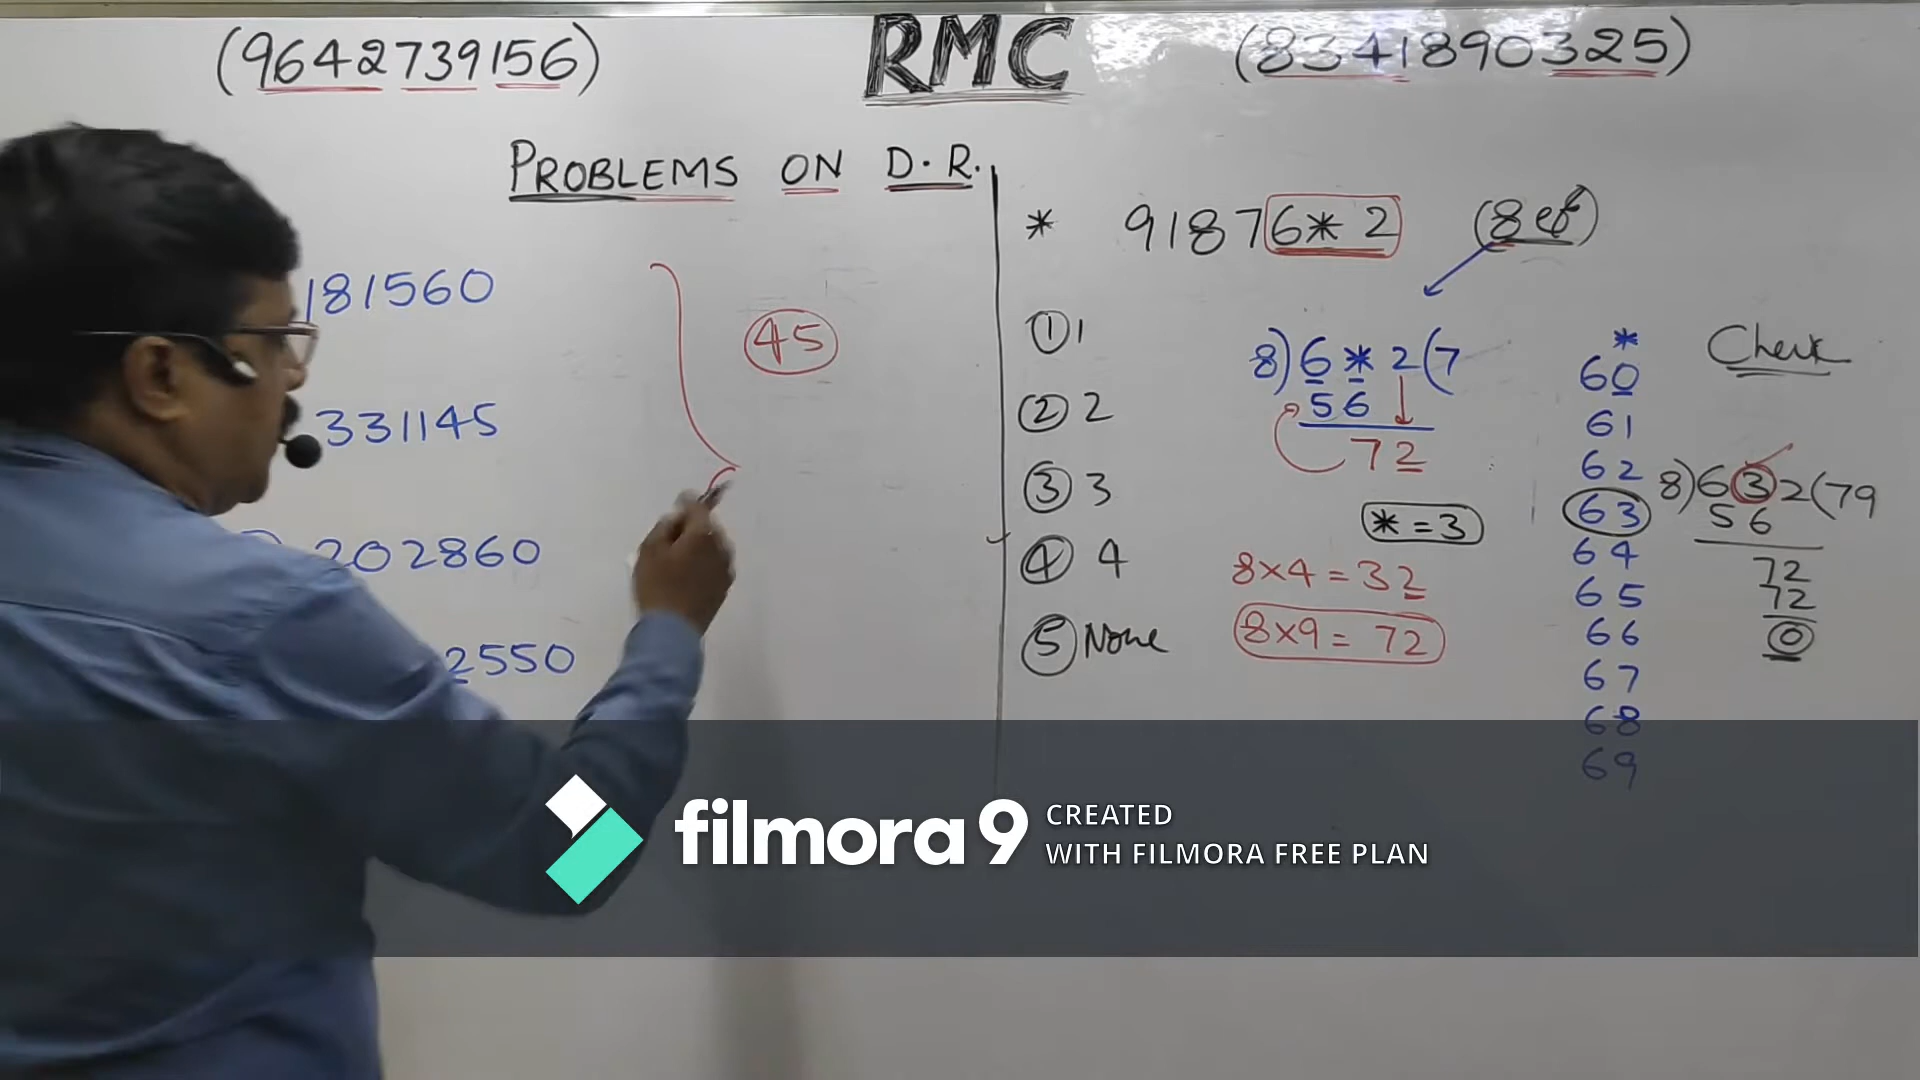 (9642739156) RMC (8341890325)
PROBLEMS ON D.R.
181560
331145
202860
2550
45
* 918766*2 (8 ఆ)
① 1
② 2
③ 3
④ 4
⑤ None
8) 6 * 2 (7
56
72
* = 3
8×4 = 32
8×9 = 72
*
60
61
62
63
64
65
66
67
68
69
Check
8) 632 (79
56
72
72
0
filmora9 CREATED
WITH FILMORA FREE PLAN